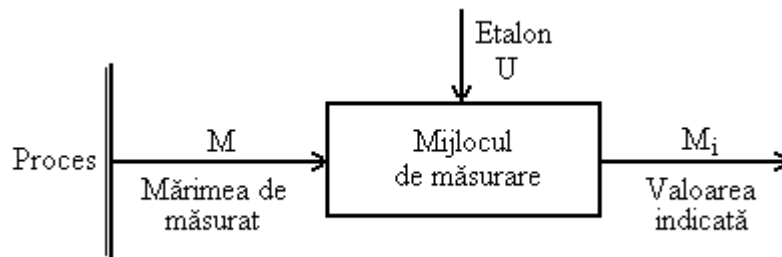 Etalon
U
Proces
M
Mărimea de
măsurat
Mijlocul
de măsurare
Mi
Valoarea
indicată